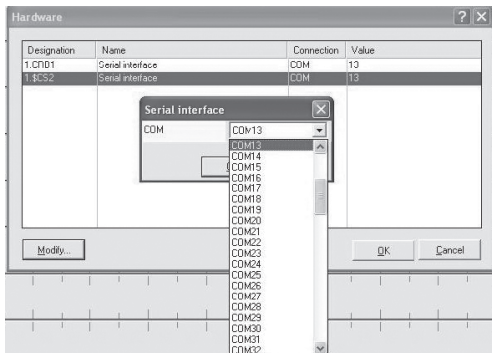 Hardware
Designation Name Connection Value
1.СПD1 Serial interface COM 13
1.$CS2 Serial interface COM 13
Serial interface
COM COM13
COM13
COM14
COM15
COM16
COM17
COM18
COM19
COM20
COM21
COM22
COM23
COM24
COM25
COM26
COM27
COM28
COM29
COM30
COM31
COM32
Modify... OK Cancel